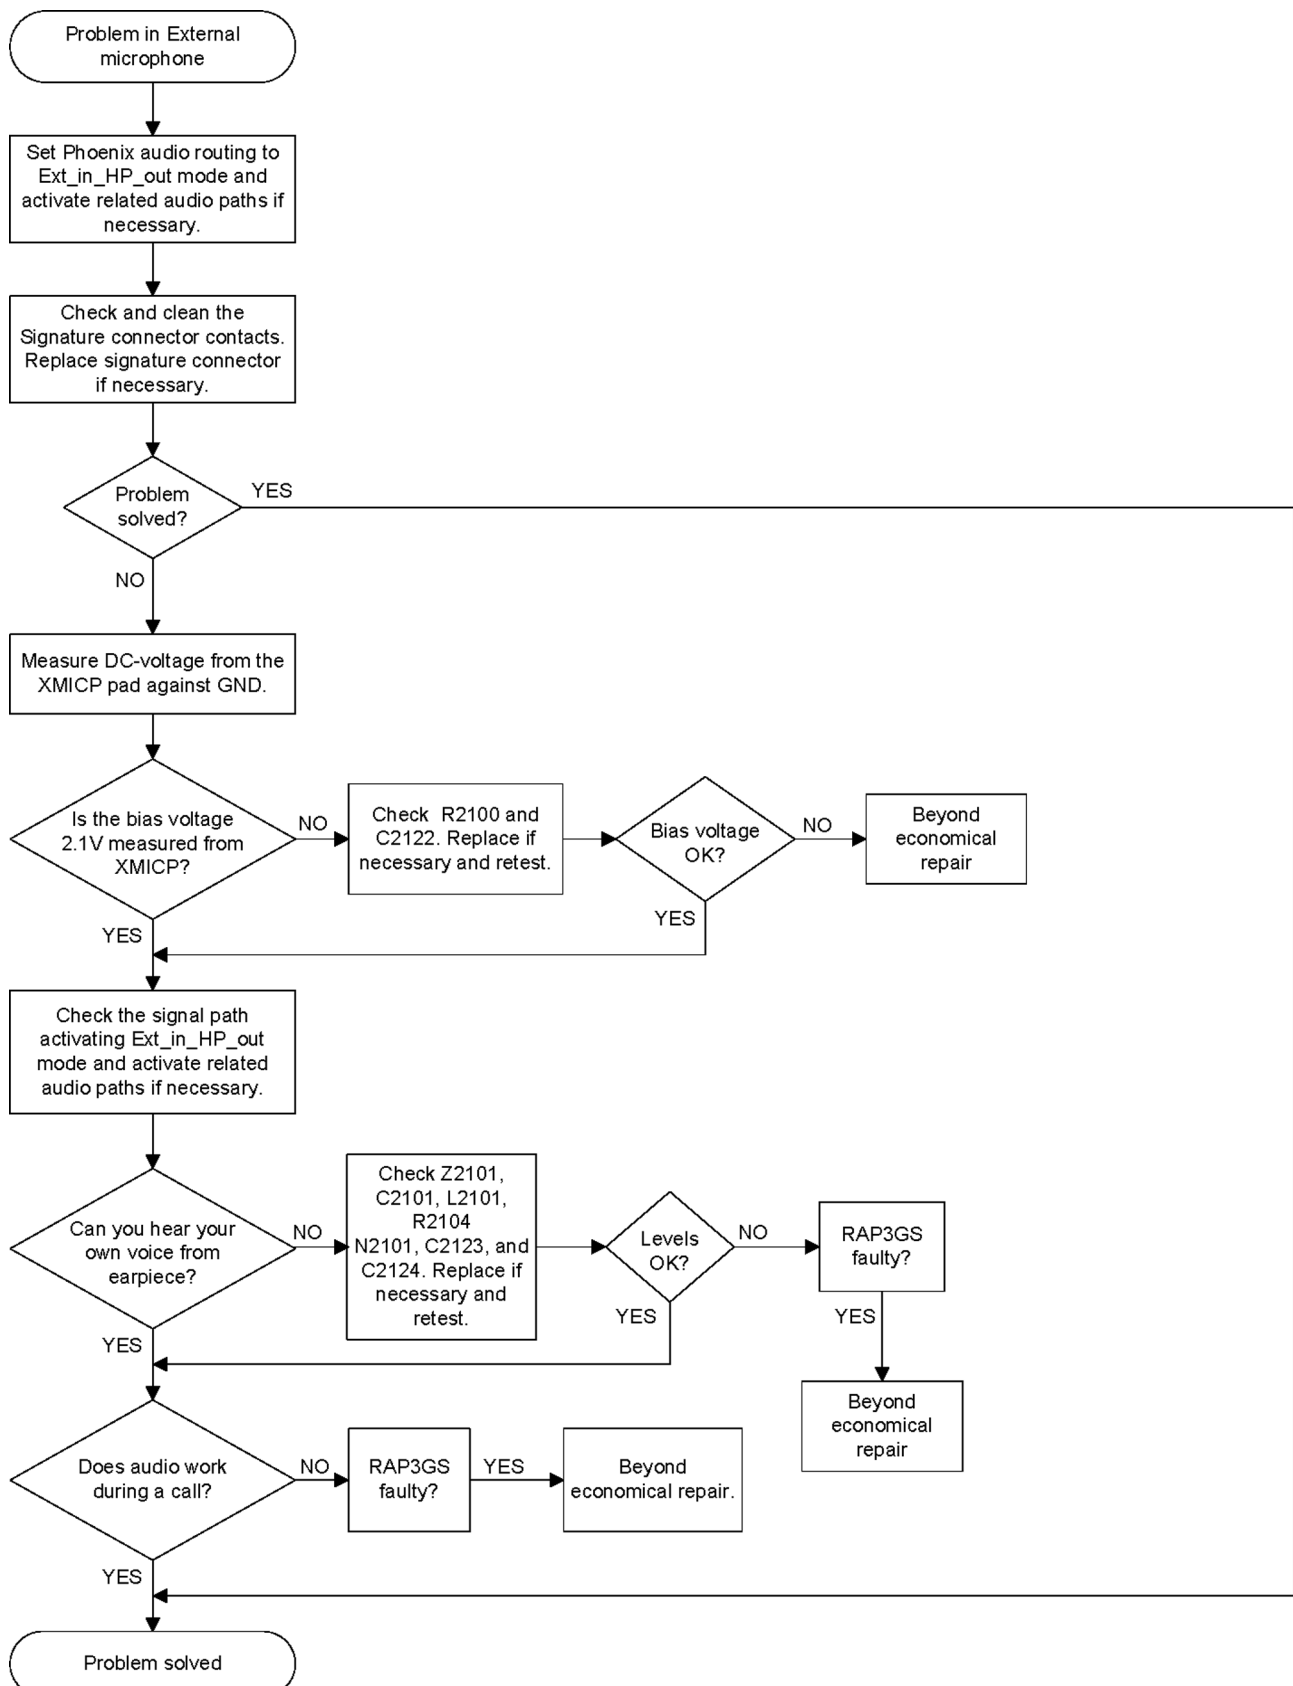 Problem in External
microphone
Set Phoenix audio routing to
Ext_in_HP_out mode and
activate related audio paths if
necessary.
Check and clean the
Signature connector contacts.
Replace signature connector
if necessary.
Problem
solved?
YES
NO
Measure DC-voltage from the
XMICP pad against GND.
Is the bias voltage
2.1V measured from
XMICP?
NO
Check R2100 and
C2122. Replace if
necessary and retest.
Bias voltage
OK?
NO
Beyond
economical
repair
YES
YES
Check the signal path
activating Ext_in_HP_out
mode and activate related
audio paths if necessary.
Can you hear your
own voice from
earpiece?
NO
Check Z2101,
C2101, L2101,
R2104
N2101, C2123, and
C2124. Replace if
necessary and
retest.
Levels
OK?
NO
RAP3GS
faulty?
YES
YES
YES
Beyond
economical
repair
Does audio work
during a call?
NO
RAP3GS
faulty?
YES
Beyond
economical repair.
YES
Problem solved